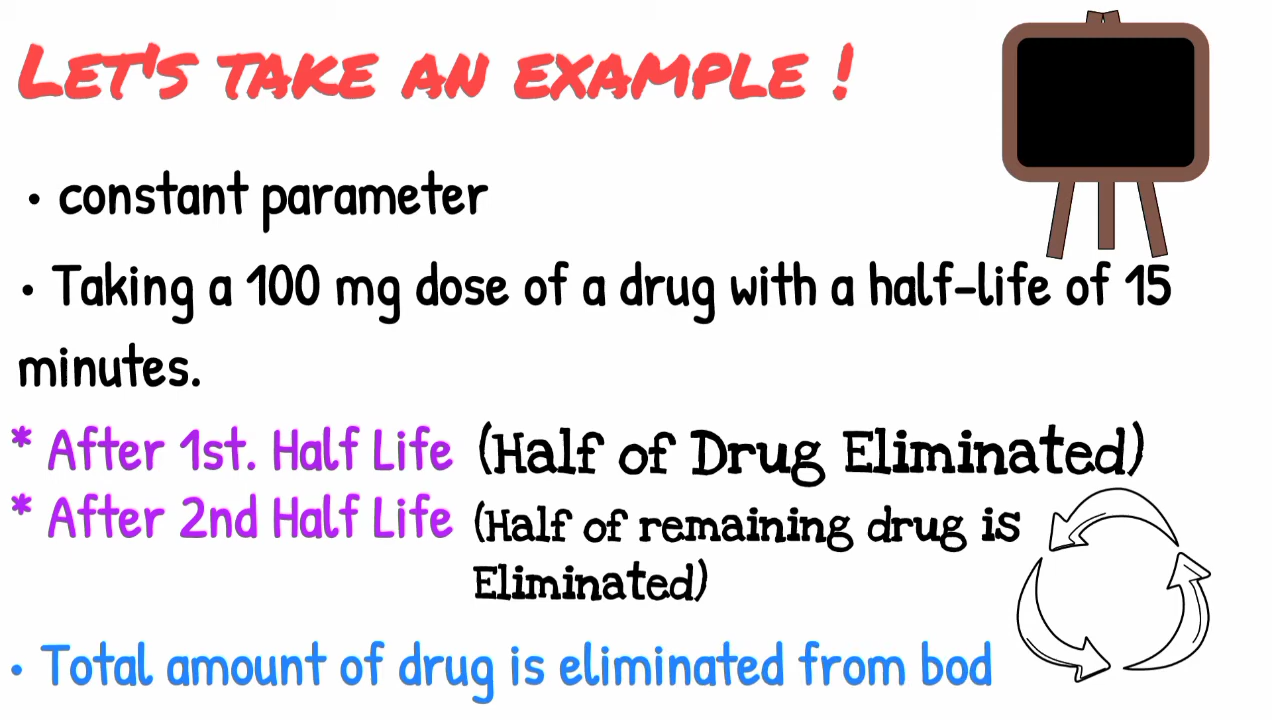 Let's take an example !
• constant parameter
• Taking a 100 mg dose of a drug with a half-life of 15
minutes.
* After 1st. Half Life (Half of Drug Eliminated)
* After 2nd Half Life (Half of remaining drug is
Eliminated)
• Total amount of drug is eliminated from bod